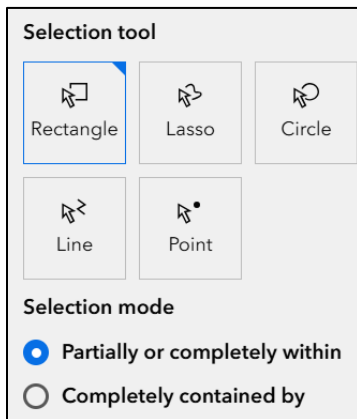 Selection tool
Rectangle Lasso Circle
Line Point
Selection mode
Partially or completely within
Completely contained by